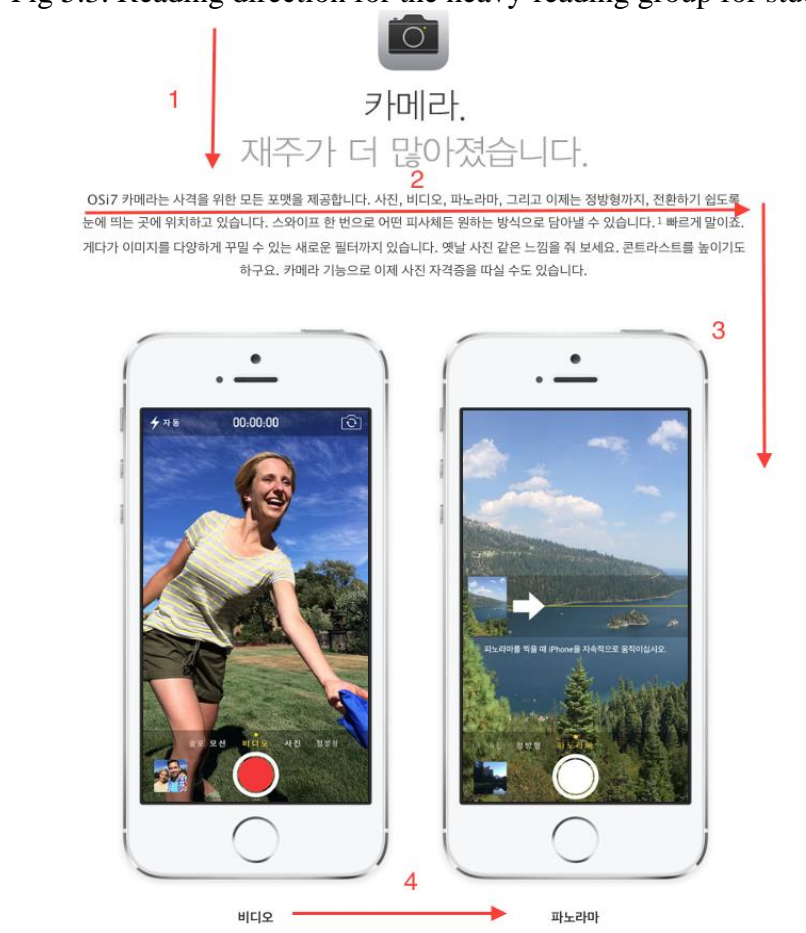 Fig 3.3. Reading direction for the heavy reading group for
1
카메라.
재주가 더 많아졌습니다.
2
OSi7 카메라는 사격을 위한 모든 포맷을 제공합니다. 사진, 비디오, 파노라마, 그리고 이제는 정방형까지, 전환하기 쉽도록
눈에 띄는 곳에 위치하고 있습니다. 스와이프 한 번으로 어떤 피사체든 원하는 방식으로 담아낼 수 있습니다.¹ 빠르게 말이죠.
게다가 이미지를 다양하게 꾸밀 수 있는 새로운 필터까지 있습니다. 옛날 사진 같은 느낌을 줘 보세요. 콘트라스트를 높이기도
하구요. 카메라 기능으로 이제 사진 자격증을 따실 수도 있습니다.
3
자동 00:00:00
파노라마를 찍을 때 iPhone을 지속적으로 움직이십시오.
슬로 모션 비디오 사진 정방형
정방형 파노라마
4
비디오 파노라마